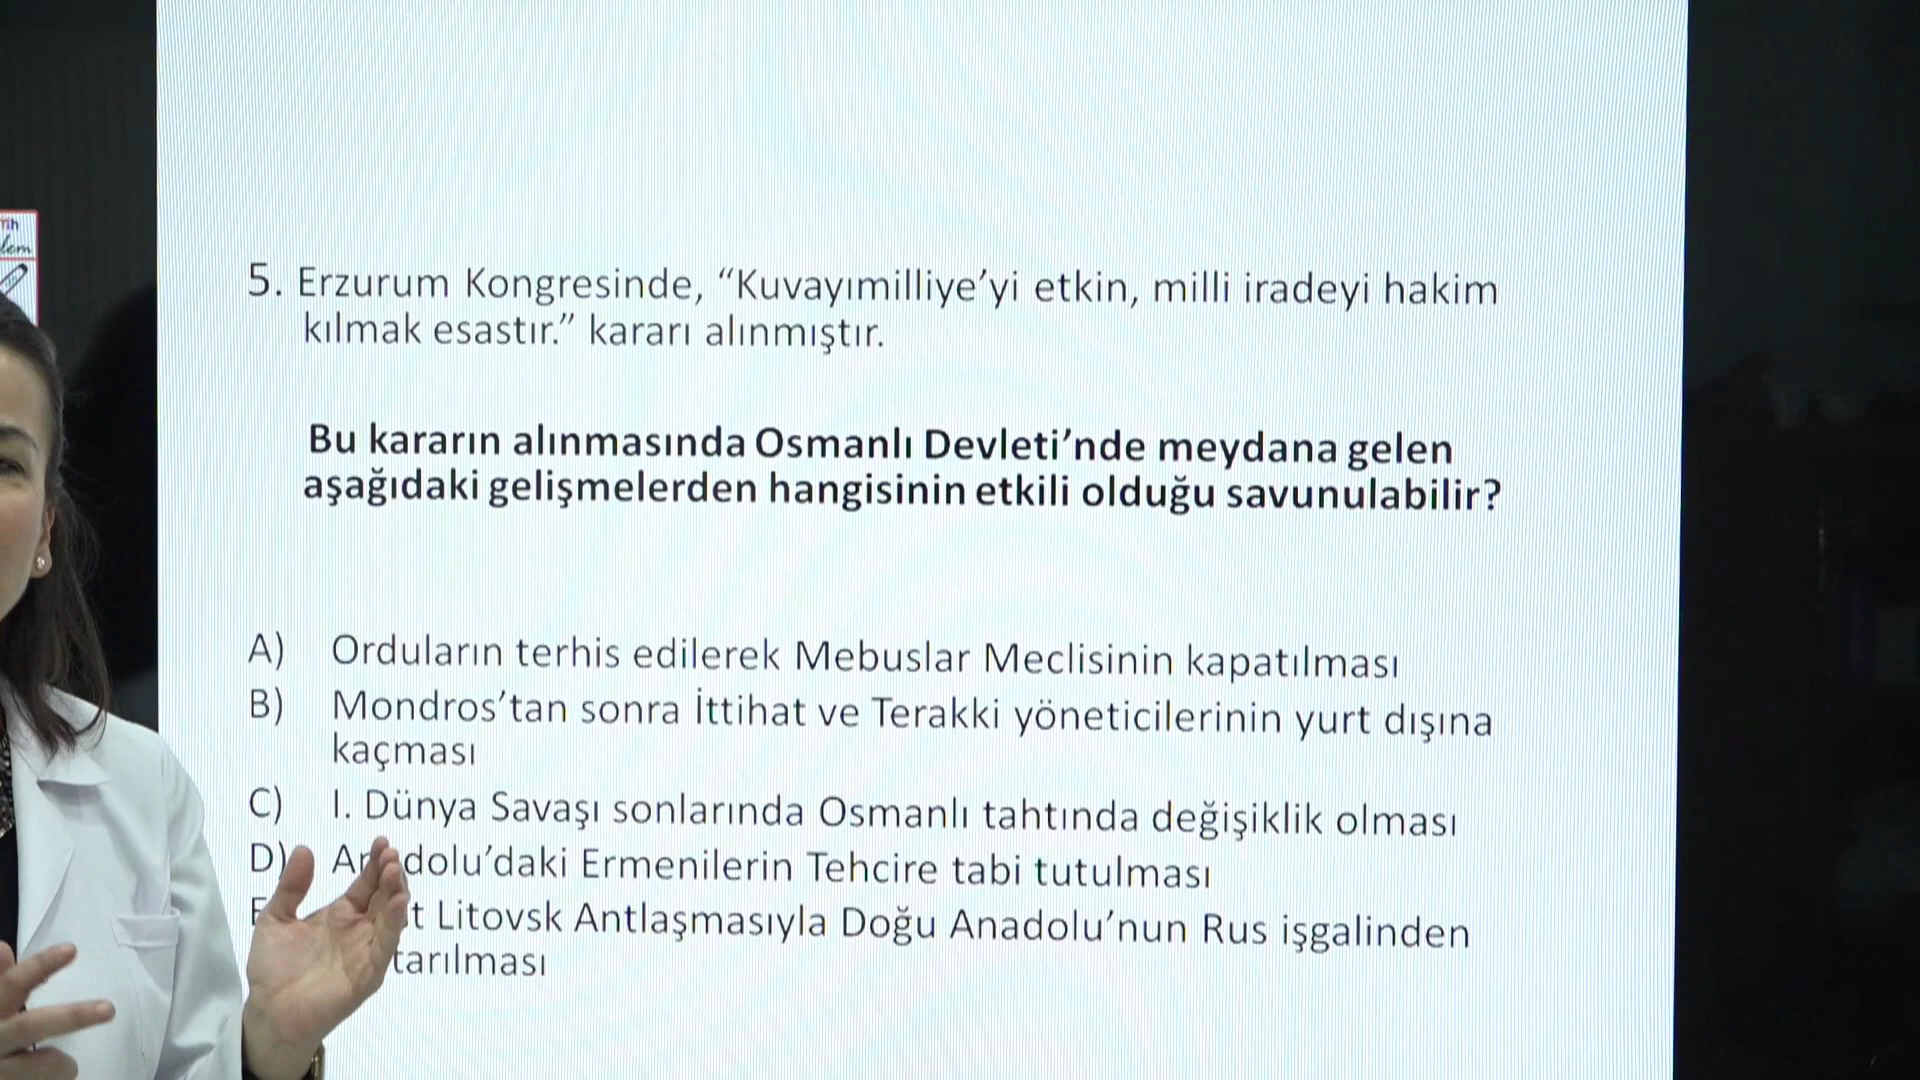 lem
5. Erzurum Kongresinde, “Kuvayımilliye’yi etkin, milli iradeyi hakim
kılmak esastır.” kararı alınmıştır.
Bu kararın alınmasında Osmanlı Devleti’nde meydana gelen
aşağıdaki gelişmelerden hangisinin etkili olduğu savunulabilir?
A) Orduların terhis edilerek Mebuslar Meclisinin kapatılması
B) Mondros’tan sonra İttihat ve Terakki yöneticilerinin yurt dışına
kaçması
C) I. Dünya Savaşı sonlarında Osmanlı tahtında değişiklik olması
D) Anadolu’daki Ermenilerin Tehcire tabi tutulması
Litovsk Antlaşmasıyla Doğu Anadolu’nun Rus işgalinden